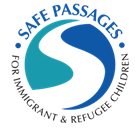 • SAFE PASSAGES •
FOR IMMIGRANT & REFUGEE CHILDREN